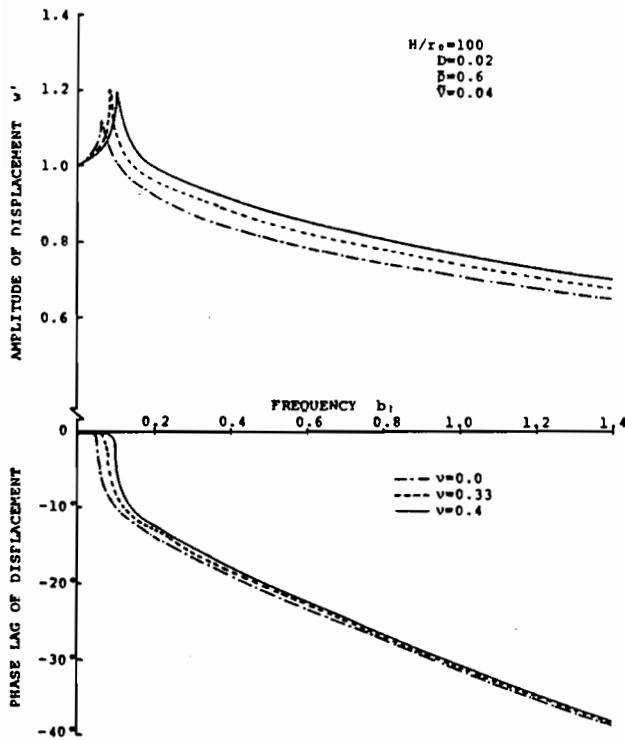 AMPLITUDE OF DISPLACEMENT w'
1.4
1.2
1.0
0.8
0.6
H/r₀=100
D=0.02
p̄=0.6
V̄=0.04
FREQUENCY b₁
0.2 0.4 0.6 0.8 1.0 1.2 1.4
PHASE LAG OF DISPLACEMENT
0
-10°
-20°
-30°
-40°
ν=0.0
ν=0.33
ν=0.4